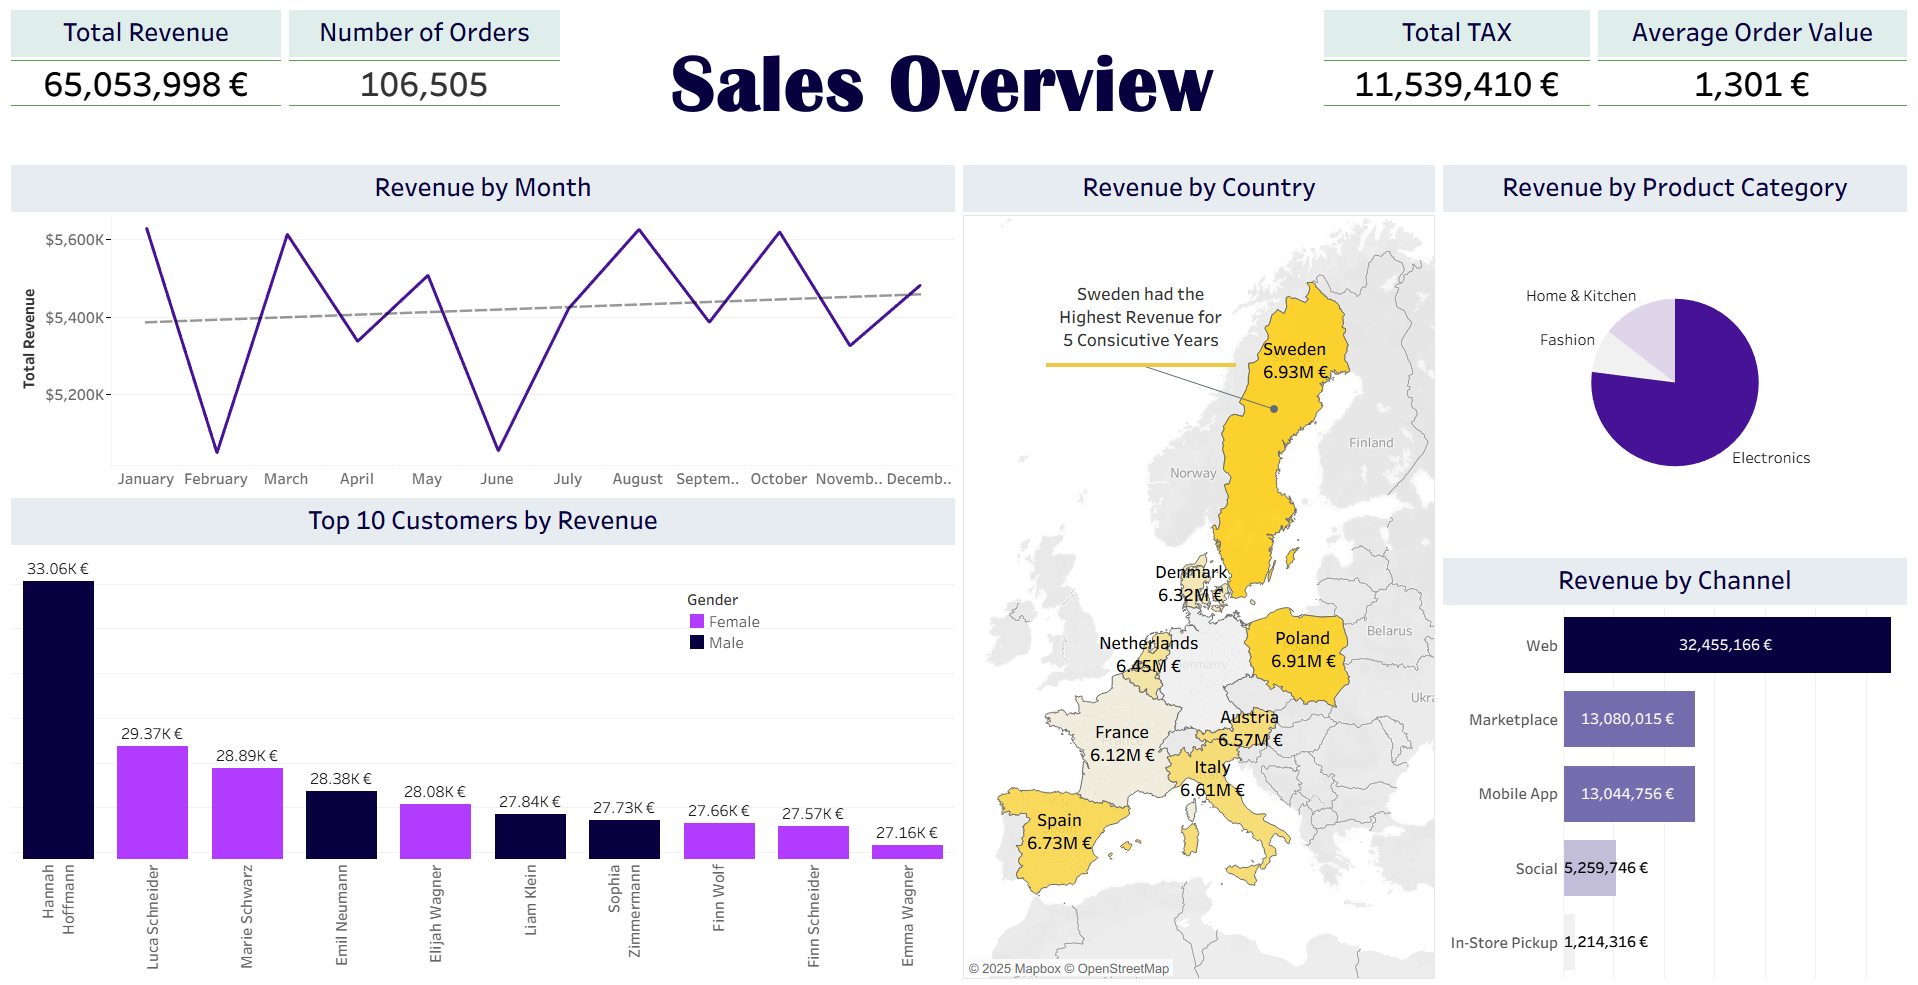 Total Revenue
65,053,998 €
Number of Orders
106,505
Sales Overview
Total TAX
11,539,410 €
Average Order Value
1,301 €
Revenue by Month
Total Revenue
$5,600K
$5,400K
$5,200K
January
February
March
April
May
June
July
August
Septem..
October
Novemb..
Decemb..
Top 10 Customers by Revenue
33.06K €
29.37K €
28.89K €
28.38K €
28.08K €
27.84K €
27.73K €
27.66K €
27.57K €
27.16K €
Gender
Female
Male
Hannah
Hoffmann
Luca Schneider
Marie Schwarz
Emil Neumann
Elijah Wagner
Liam Klein
Sophia
Zimmermann
Finn Wolf
Finn Schneider
Emma Wagner
Revenue by Country
Sweden had the
Highest Revenue for
5 Consicutive Years
Sweden
6.93M €
Finland
Norway
Denmark
6.32M €
Belarus
Netherlands
6.45M €
Germany
Poland
6.91M €
Ukra
Austria
6.57M €
France
6.12M €
Italy
6.61M €
Spain
6.73M €
© 2025 Mapbox © OpenStreetMap
Revenue by Product Category
Home & Kitchen
Fashion
Electronics
Revenue by Channel
Web
32,455,166 €
Marketplace
13,080,015 €
Mobile App
13,044,756 €
Social
5,259,746 €
In-Store Pickup
1,214,316 €